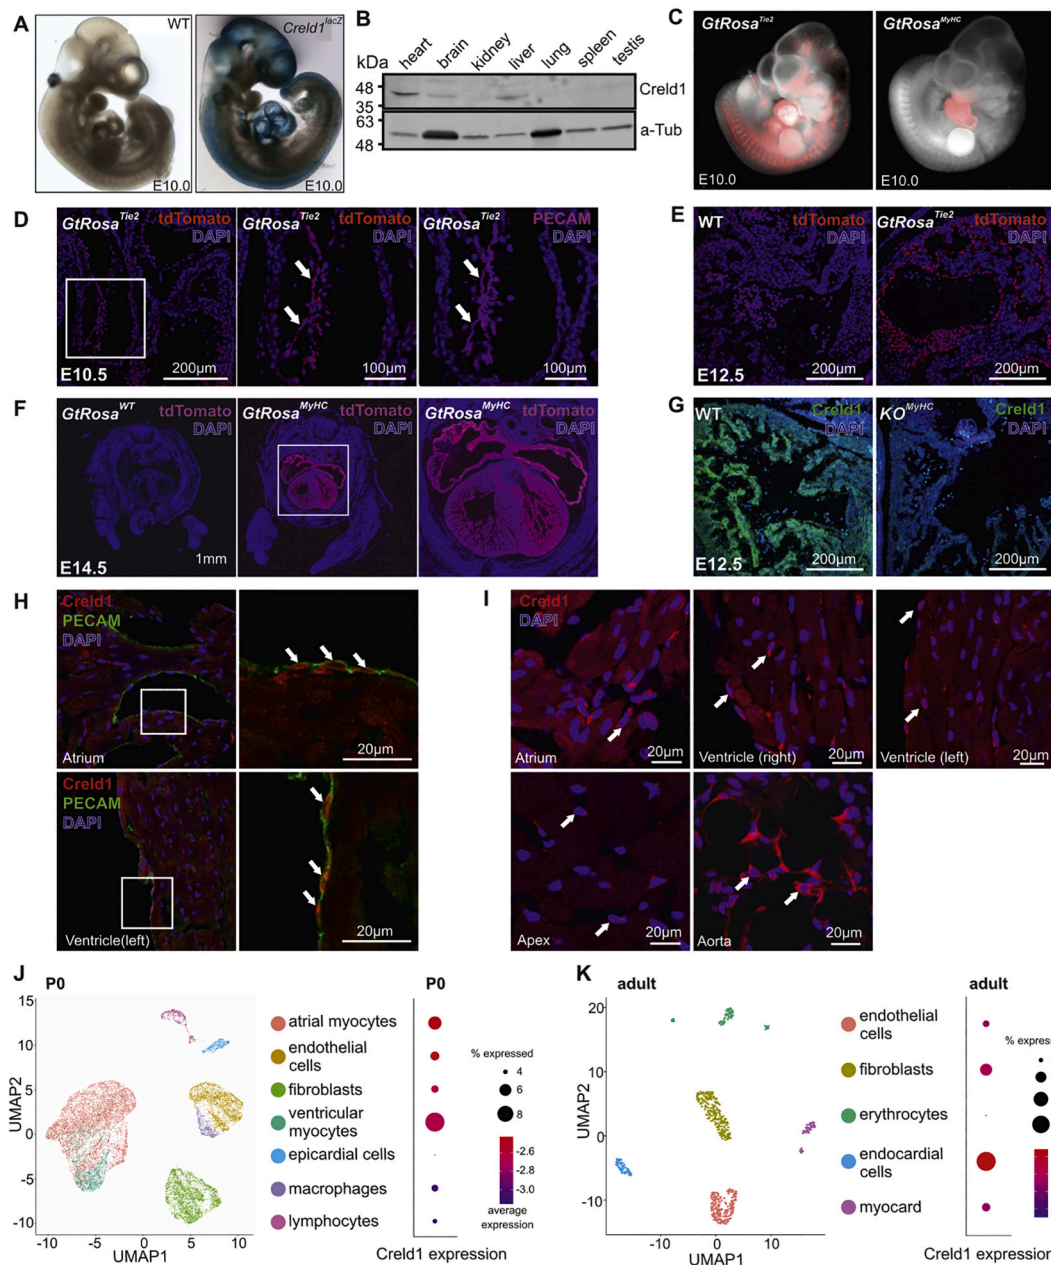 A
WT
E10.0
Creld1lacZ
E10.0
B
heart
brain
kidney
liver
lung
spleen
testis
kDa
48
35
63
48
Creld1
a-Tub
C
GtRosaTie2
E10.0
GtRosaMyHC
E10.0
D
GtRosaTie2
tdTomato
DAPI
200µm
E10.5
GtRosaTie2
tdTomato
DAPI
100µm
GtRosaTie2
PECAM
DAPI
100µm
E
WT
tdTomato
DAPI
200µm
E12.5
GtRosaTie2
tdTomato
DAPI
200µm
F
GtRosaWT
tdTomato
DAPI
1mm
E14.5
GtRosaMyHC
tdTomato
DAPI
GtRosaMyHC
tdTomato
DAPI
G
WT
Creld1
DAPI
200µm
E12.5
KOMyHC
Creld1
DAPI
200µm
H
Creld1
PECAM
DAPI
Atrium
20µm
Creld1
PECAM
DAPI
Ventricle(left)
20µm
I
Creld1
DAPI
Atrium
20µm
Ventricle (right)
20µm
Ventricle (left)
20µm
Apex
20µm
Aorta
20µm
J
P0
15
10
5
0
-5
-10
UMAP2
-10
-5
0
5
10
UMAP1
atrial myocytes
endothelial
cells
fibroblasts
ventricular
myocytes
epicardial cells
macrophages
lymphocytes
P0
% expressed
4
6
8
-2.6
-2.8
-3.0
average
expression
Creld1 expression
K
adult
20
10
0
-10
UMAP2
-10
0
10
UMAP1
endothelial
cells
fibroblasts
erythrocytes
endocardial
cells
myocard
adult
% express
Creld1 expression